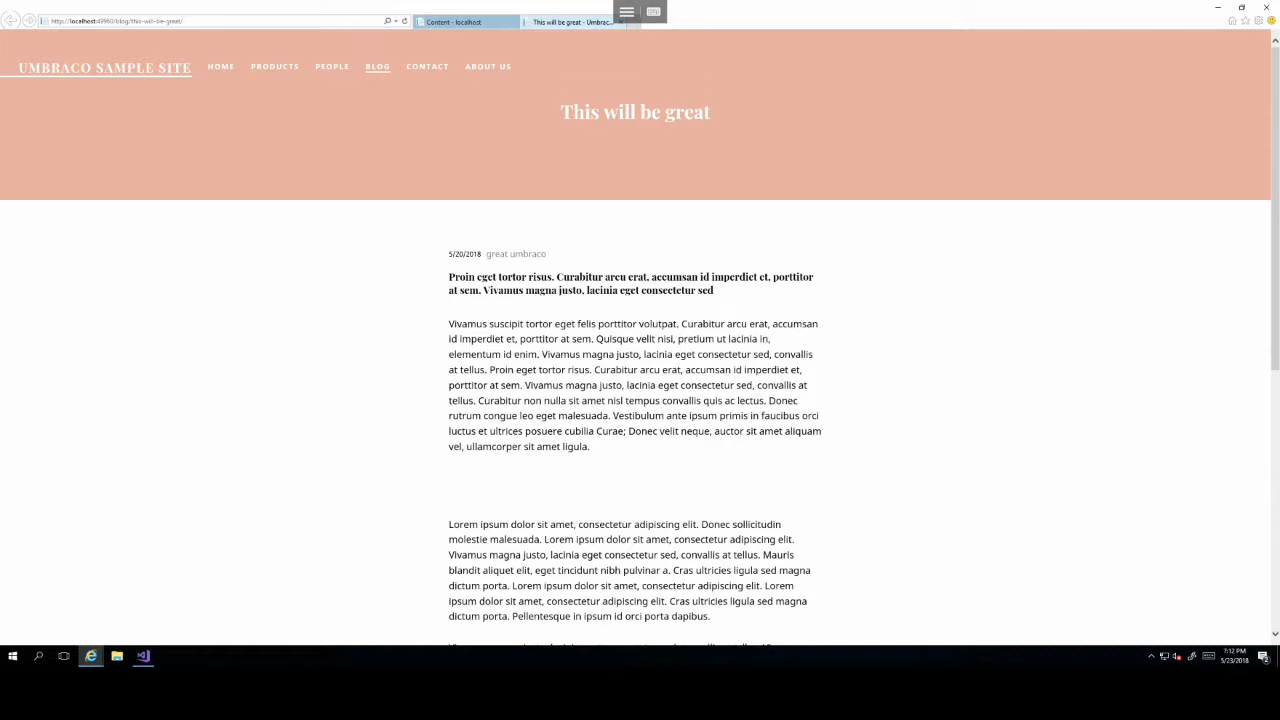 http://localhost:49960/blog/this-will-be-great/
Content - localhost
This will be great - Umbrac...
UMBRACO SAMPLE SITE
HOME
PRODUCTS
PEOPLE
BLOG
CONTACT
ABOUT US
This will be great
5/20/2018 great umbraco
Proin eget tortor risus. Curabitur arcu erat, accumsan id imperdiet et, porttitor
at sem. Vivamus magna justo, lacinia eget consectetur sed
Vivamus suscipit tortor eget felis porttitor volutpat. Curabitur arcu erat, accumsan
id imperdiet et, porttitor at sem. Quisque velit nisi, pretium ut lacinia in,
elementum id enim. Vivamus magna justo, lacinia eget consectetur sed, convallis
at tellus. Proin eget tortor risus. Curabitur arcu erat, accumsan id imperdiet et,
porttitor at sem. Vivamus magna justo, lacinia eget consectetur sed, convallis at
tellus. Curabitur non nulla sit amet nisl tempus convallis quis ac lectus. Donec
rutrum congue leo eget malesuada. Vestibulum ante ipsum primis in faucibus orci
luctus et ultrices posuere cubilia Curae; Donec velit neque, auctor sit amet aliquam
vel, ullamcorper sit amet ligula.
Lorem ipsum dolor sit amet, consectetur adipiscing elit. Donec sollicitudin
molestie malesuada. Lorem ipsum dolor sit amet, consectetur adipiscing elit.
Vivamus magna justo, lacinia eget consectetur sed, convallis at tellus. Mauris
blandit aliquet elit, eget tincidunt nibh pulvinar a. Cras ultricies ligula sed magna
dictum porta. Lorem ipsum dolor sit amet, consectetur adipiscing elit. Lorem
ipsum dolor sit amet, consectetur adipiscing elit. Cras ultricies ligula sed magna
dictum porta. Pellentesque in ipsum id orci porta dapibus.
7:12 PM
5/23/2018
2